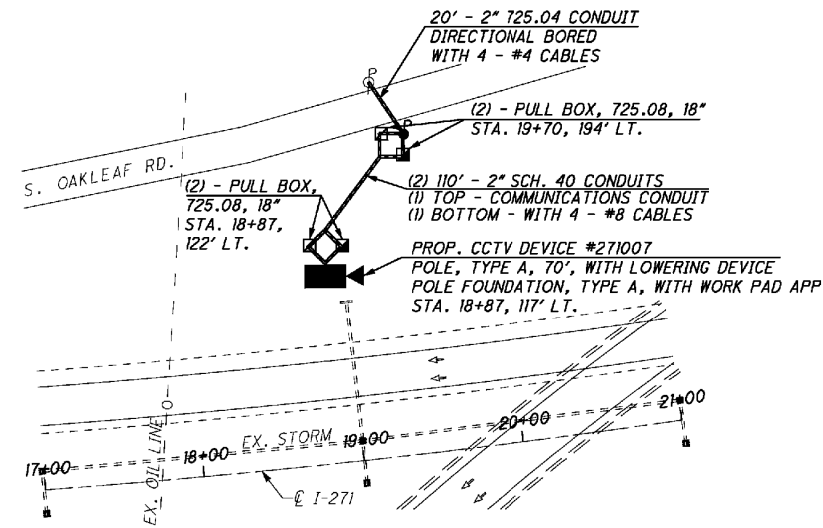 20' - 2" 725.04 CONDUIT
DIRECTIONAL BORED
WITH 4 - #4 CABLES
P
P
(2) - PULL BOX, 725.08, 18"
STA. 19+70, 194' LT.
S. OAKLEAF RD.
(2) - PULL BOX,
725.08, 18"
STA. 18+87,
122' LT.
(2) 110' - 2" SCH. 40 CONDUITS
(1) TOP - COMMUNICATIONS CONDUIT
(1) BOTTOM - WITH 4 - #8 CABLES
PROP. CCTV DEVICE #271007
POLE, TYPE A, 70', WITH LOWERING DEVICE
POLE FOUNDATION, TYPE A, WITH WORK PAD APP
STA. 18+87, 117' LT.
17+00
18+00
EX. STORM
19+00
20+00
21+00
EX. OIL LINE
℄ I-271